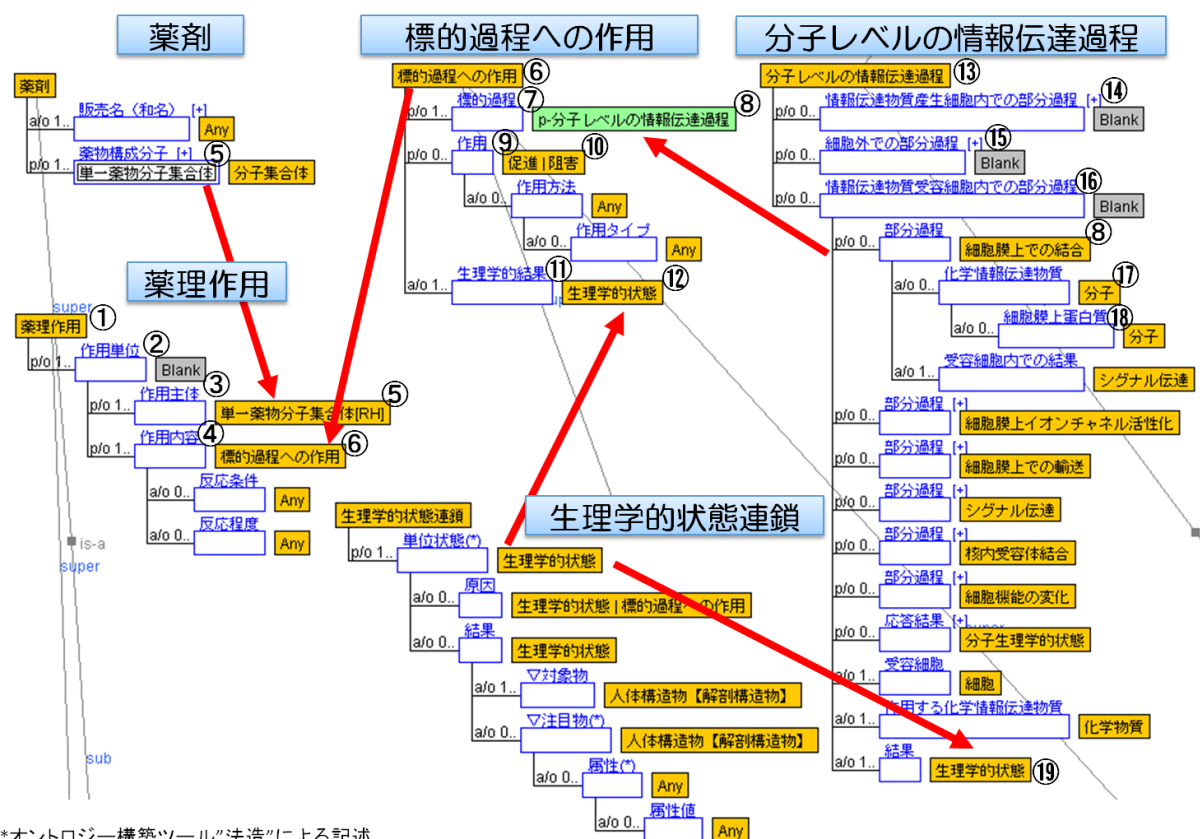 薬剤
標的過程への作用
分子レベルの情報伝達過程
薬剤
販売名（和名） [+]
a/o 1..
Any
薬物構成分子 [+]
⑤
p/o 1..
単一薬物分子集合体
分子集合体
薬理作用
super
薬理作用
①
作用単位
②
p/o 1..
Blank
作用主体
③
p/o 1..
単一薬物分子集合体[RH]
⑤
作用内容
④
p/o 1..
標的過程への作用
⑥
反応条件
a/o 0..
Any
反応程度
a/o 0..
Any
is-a
super
sub
標的過程への作用
⑥
標的過程
⑦
p/o 1..
p-分子レベルの情報伝達過程
⑧
作用
⑨
p/o 0..
促進 | 阻害
⑩
作用方法
a/o 0..
Any
作用タイプ
a/o 0..
Any
生理学的結果
⑪
a/o 1..
生理学的状態
⑫
生理学的状態連鎖
生理学的状態連鎖
単位状態(*)
p/o 1..
生理学的状態
原因
a/o 0..
生理学的状態 | 標的過程への作用
結果
a/o 0..
生理学的状態
▽対象物
a/o 1..
人体構造物【解剖構造物】
▽注目物(*)
a/o 0..
人体構造物【解剖構造物】
属性(*)
a/o 0..
Any
属性値
a/o 0..
Any
分子レベルの情報伝達過程
⑬
情報伝達物質産生細胞内での部分過程 [+]
⑭
p/o 0..
Blank
細胞外での部分過程 [+]
⑮
p/o 0..
Blank
情報伝達物質受容細胞内での部分過程
⑯
p/o 0..
Blank
部分過程
p/o 0..
細胞膜上での結合
⑧
化学情報伝達物質
⑰
a/o 0..
分子
細胞膜上蛋白質
⑱
a/o 0..
分子
受容細胞内での結果
a/o 1..
シグナル伝達
部分過程 [+]
p/o 0..
細胞膜上イオンチャネル活性化
部分過程 [+]
p/o 0..
細胞膜上での輸送
部分過程 [+]
p/o 0..
シグナル伝達
部分過程 [+]
p/o 0..
核内受容体結合
部分過程 [+]
p/o 0..
細胞機能の変化
応答結果 [+]
p/o 0..
分子生理学的状態
受容細胞
a/o 1..
細胞
作用する化学情報伝達物質
a/o 1..
化学物質
結果
a/o 1..
生理学的状態
⑲
*オントロジー構築ツール"法造"による記述